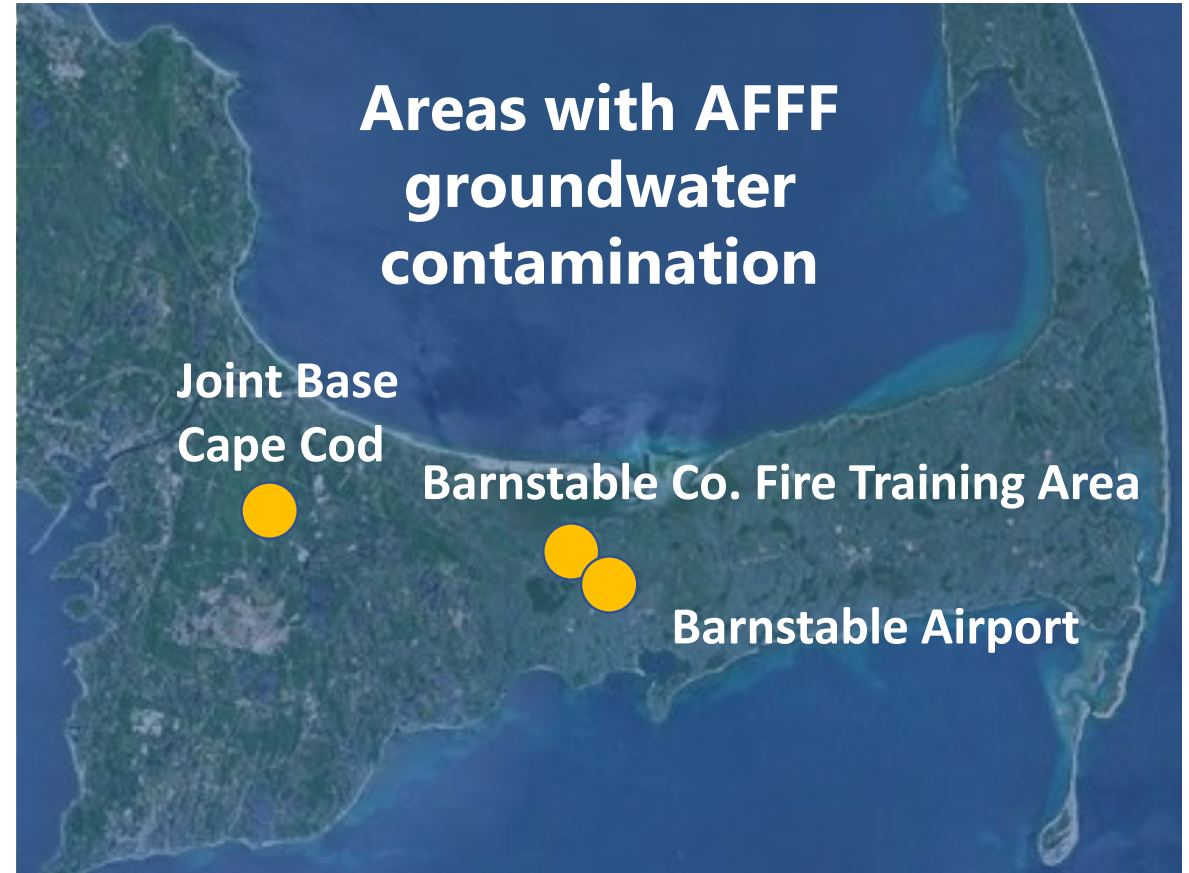 Areas with AFFF
groundwater
contamination
Joint Base
Cape Cod
Barnstable Co. Fire Training Area
Barnstable Airport